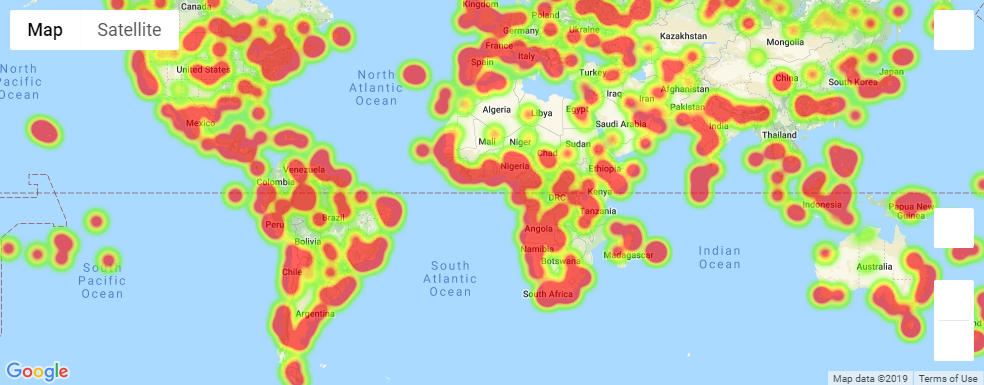 Map
Satellite
Canada
Kingdom
Poland
Germany
Ukraine
Kazakhstan
Mongolia
France
Italy
Spain
Turkey
United States
North
Pacific
Ocean
North
Atlantic
Ocean
Algeria
Libya
Egypt
Iraq
Iran
Afghanistan
Pakistan
China
South Korea
Japan
Saudi Arabia
India
Thailand
Mexico
Mali
Niger
Chad
Sudan
Nigeria
Ethiopia
Venezuela
Colombia
DRC
Kenya
Tanzania
Indonesia
Papua New
Guinea
Peru
Brazil
Bolivia
Angola
Namibia
Botswana
Madagascar
Indian
Ocean
Australia
South
Pacific
Ocean
South
Atlantic
Ocean
Chile
South Africa
Argentina
Google
Map data ©2019
Terms of Use